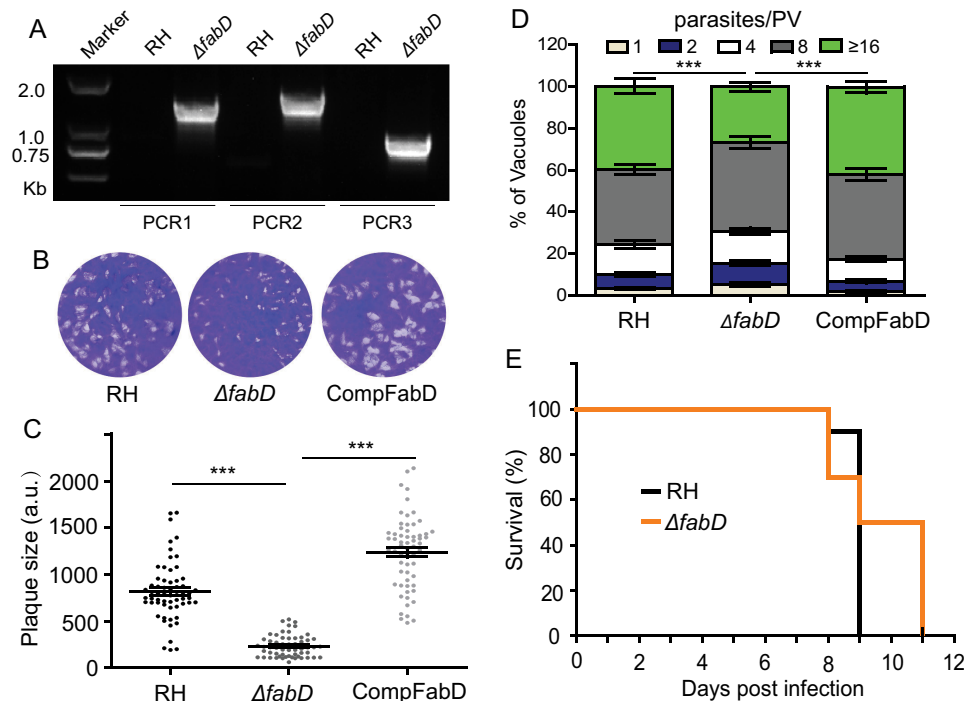 A
Marker
RH
ΔfabD
RH
ΔfabD
RH
ΔfabD
2.0
1.0
0.75
Kb
PCR1 PCR2 PCR3
B
RH ΔfabD CompFabD
C
Plaque size (a.u.)
2000
1500
1000
500
0
***
***
RH ΔfabD CompFabD
D
parasites/PV
1 2 4 8 ≥16
% of Vacuoles
120
100
80
60
40
20
0
***
***
RH ΔfabD CompFabD
E
Survival (%)
100
80
60
40
20
0
RH
ΔfabD
0 2 4 6 8 10 12
Days post infection